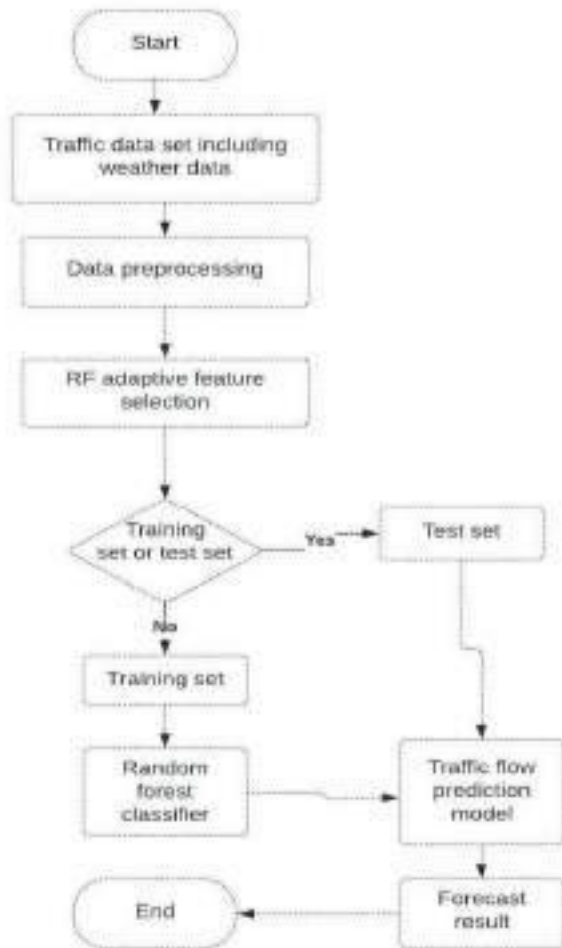 Start
Traffic data set including
weather data
Data preprocessing
RF adaptive feature
selection
Training
set or test set
Yes
Test set
No
Training set
Random
forest
classifier
Traffic flow
prediction
model
Forecast
result
End